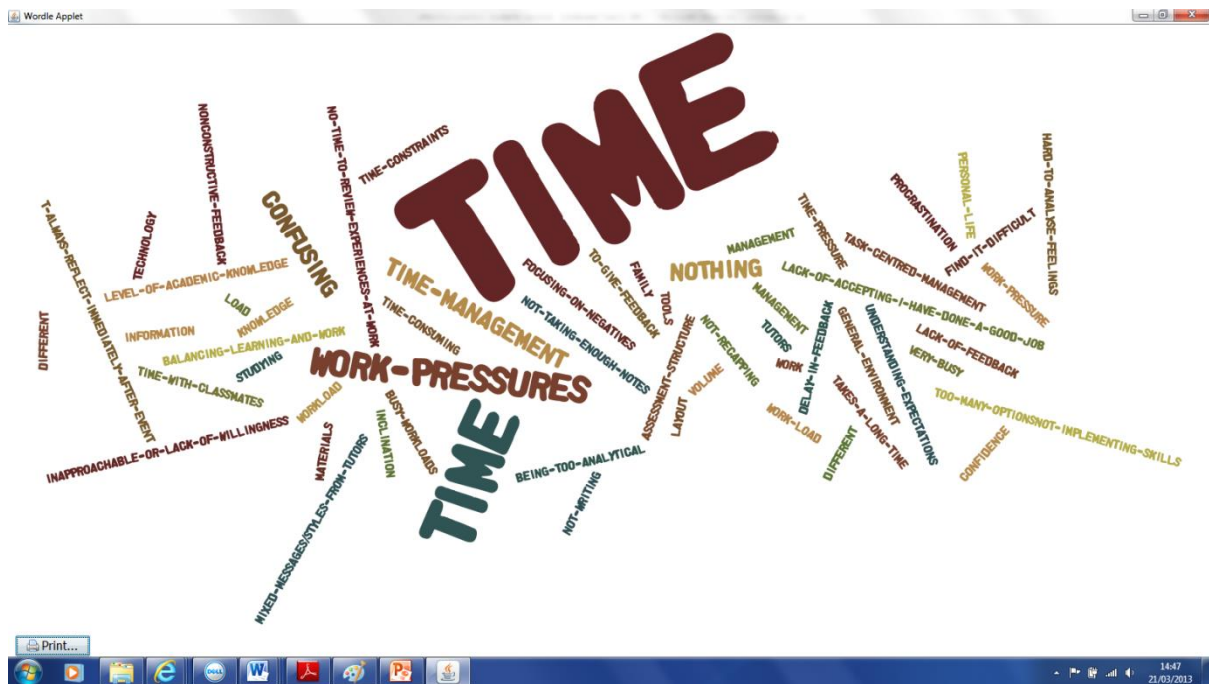 Wordle Applet
TIME
NO-TIME-TO-REVIEW-EXPERIENCES-AT-WORK
TIME-CONSTRAINTS
NONCONSTRUCTIVE-FEEDBACK
CONFUSING
TECHNOLOGY
T-ALWAYS-REFLECT-IMMEDIATELY-AFTER-EVENT
LEVEL-OF-ACADEMIC-KNOWLEDGE
LOAD
KNOWLEDGE
INFORMATION
DIFFERENT
BALANCING-LEARNING-AND-WORK
STUDYING
TIME-WITH-CLASSMATES
WORKLOAD
INAPPROACHABLE-OR-LACK-OF-WILLINGNESS
MATERIALS
MIXED-MESSAGES/STYLES-FROM-TUTORS
INCLINATION
BUSY-WORKLOADS
TIME-MANAGEMENT
TIME-CONSUMING
WORK-PRESSURES
TIME
FOCUSING-ON-NEGATIVES
NOT-TAKING-ENOUGH-NOTES
TO-GIVE-FEEDBACK
FAMILY
TOOLS
BEING-TOO-ANALYTICAL
NOT-WRITING
ASSESSMENT-STRUCTURE
LAYOUT
VOLUME
NOT-RECAPPING
NOTHING
MANAGEMENT
MANAGEMENT
TUTORS
WORK
WORK-LOAD
DELAY-IN-FEEDBACK
DIFFERENT
TIME-PRESSURE
TASK-CENTRED-MANAGEMENT
LACK-OF-ACCEPTING-I-HAVE-DONE-A-GOOD-JOB
GENERAL-ENVIRONMENT
UNDERSTANDING-EXPECTATIONS
TAKES-A-LONG-TIME
PROCRASTINATION
PERSONAL-LIFE
FIND-IT-DIFFICULT
HARD-TO-ANALYSE-FEELINGS
WORK-PRESSURE
LACK-OF-FEEDBACK
VERY-BUSY
TOO-MANY-OPTIONSNOT-IMPLEMENTING-SKILLS
CONFIDENCE
Print...
DELL
14:47
21/03/2013